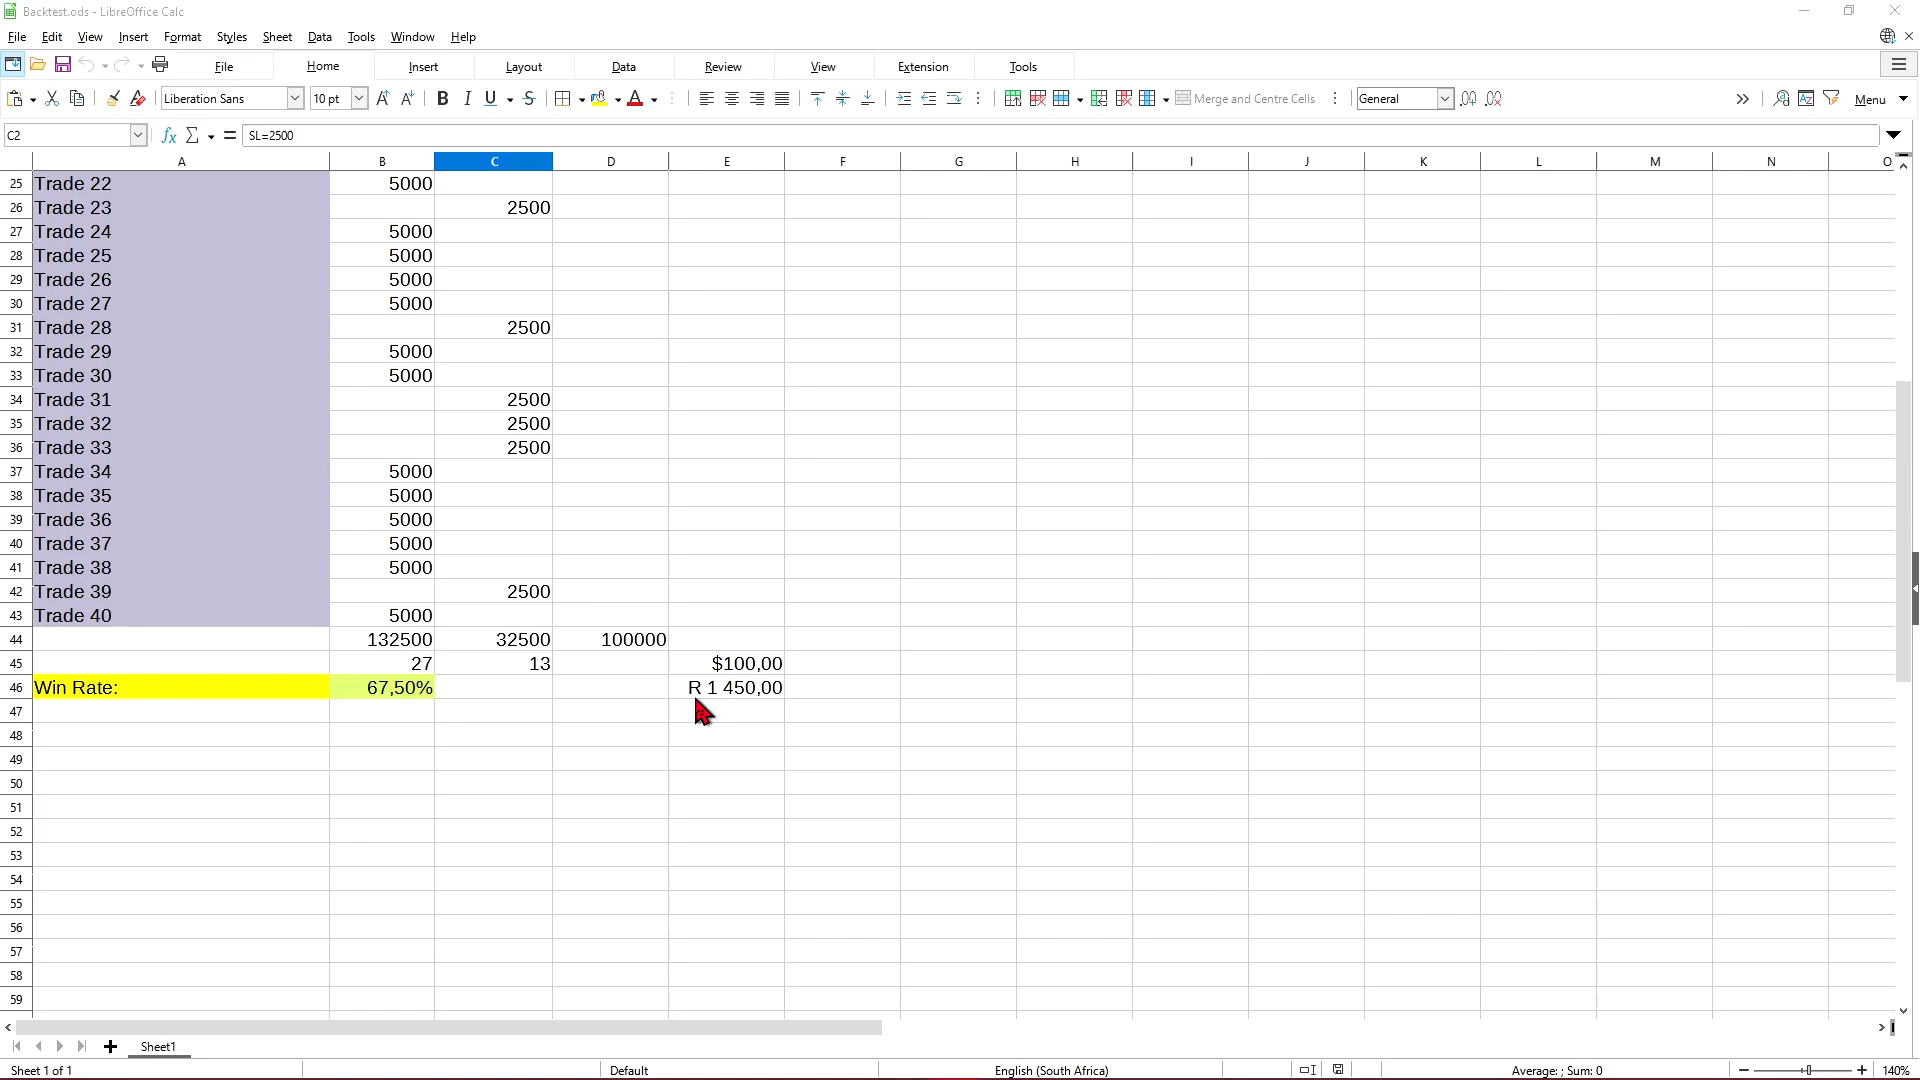 Backtest.ods - LibreOffice Calc
File Edit View Insert Format Styles Sheet Data Tools Window Help
File Home Insert Layout Data Review View Extension Tools
Liberation Sans 10 pt Merge and Centre Cells General Menu
C2 SL=2500
A B C D E F G H I J K L M N O
25 Trade 22 5000
26 Trade 23 2500
27 Trade 24 5000
28 Trade 25 5000
29 Trade 26 5000
30 Trade 27 5000
31 Trade 28 2500
32 Trade 29 5000
33 Trade 30 5000
34 Trade 31 2500
35 Trade 32 2500
36 Trade 33 2500
37 Trade 34 5000
38 Trade 35 5000
39 Trade 36 5000
40 Trade 37 5000
41 Trade 38 5000
42 Trade 39 2500
43 Trade 40 5000
44 132500 32500 100000
45 27 13 $100,00
46 Win Rate: 67,50% R 1 450,00
47
48
49
50
51
52
53
54
55
56
57
58
59
Sheet1
Sheet 1 of 1 Default English (South Africa) Average: ; Sum: 0 140%